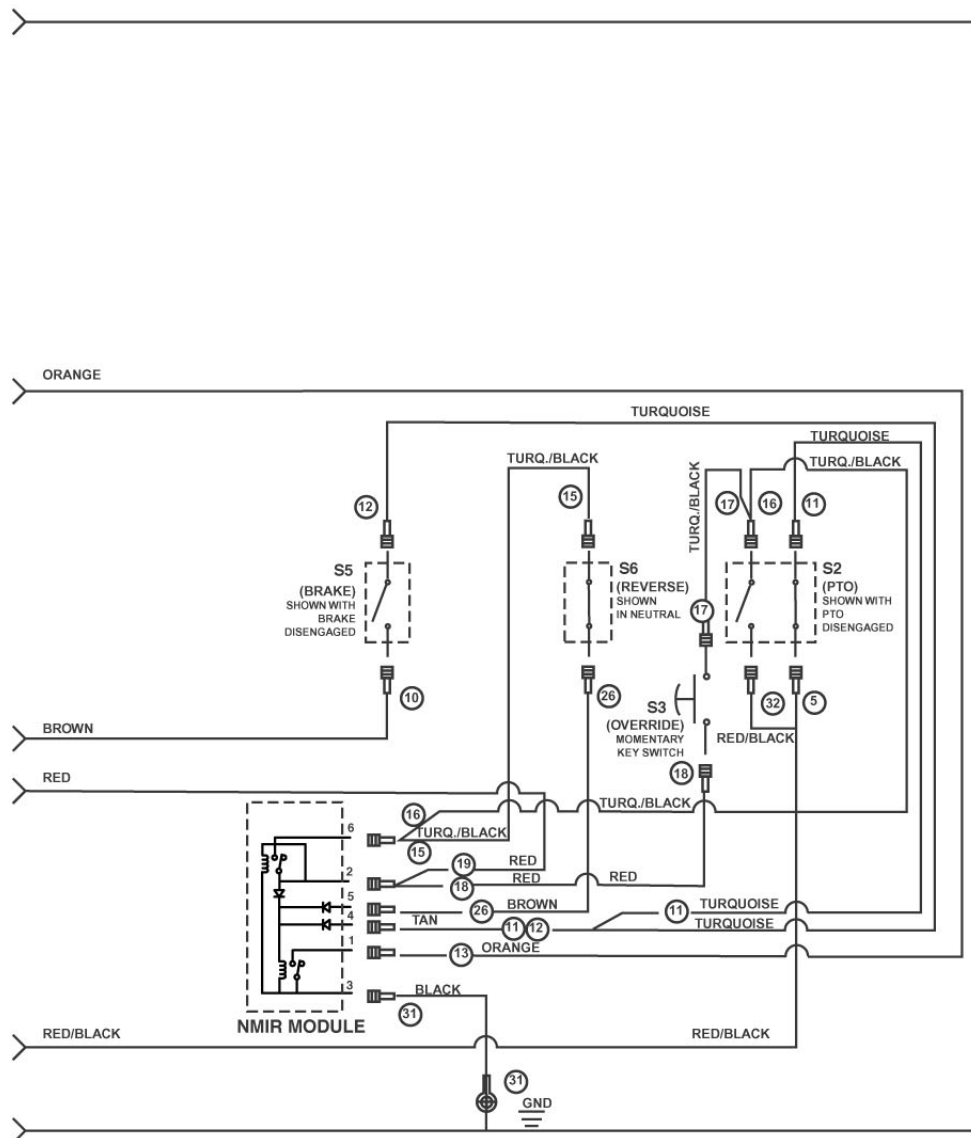 ORANGE
TURQUOISE
TURQUOISE
TURQ./BLACK
TURQ./BLACK
TURQ./BLACK
12
15
17
16
11
S5
(BRAKE)
SHOWN WITH
BRAKE
DISENGAGED
S6
(REVERSE)
SHOWN
IN NEUTRAL
S2
(PTO)
SHOWN WITH
PTO
DISENGAGED
17
10
26
S3
(OVERRIDE)
MOMENTARY
KEY SWITCH
32
5
RED/BLACK
BROWN
18
RED
16
TURQ./BLACK
6
TURQ./BLACK
15
19
RED
2
18
RED
RED
5
26
BROWN
11
TURQUOISE
4
TAN
11
12
TURQUOISE
1
13
ORANGE
3
BLACK
31
NMIR MODULE
RED/BLACK
RED/BLACK
31
GND